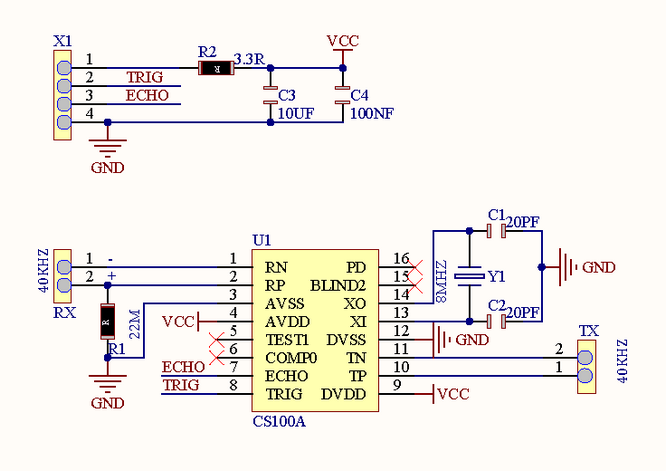 X1
1
2 TRIG
3 ECHO
4
R2 3.3R
R
VCC
C3
10UF
C4
100NF
GND
U1
40KHZ
RX
1 -
2 +
R
R1
22M
GND
VCC
ECHO
TRIG
1 RN
2 RP
3 AVSS
4 AVDD
5 TEST1
6 COMP0
7 ECHO
8 TRIG
PD 16
BLIND2 15
XO 14
XI 13
DVSS 12
TN 11
TP 10
DVDD 9
CS100A
8MHZ
Y1
C1 20PF
C2 20PF
GND
GND
VCC
TX
2
1
40KHZ